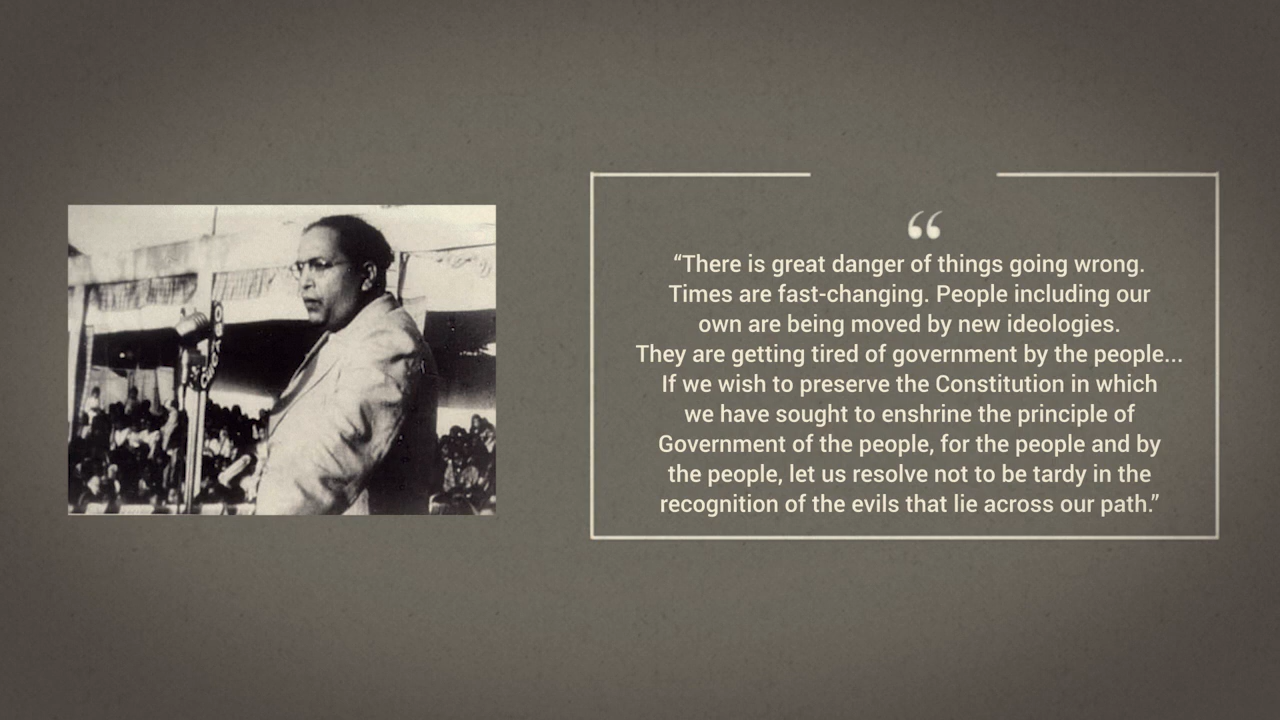 “
“There is great danger of things going wrong.
Times are fast-changing. People including our
own are being moved by new ideologies.
They are getting tired of government by the people...
If we wish to preserve the Constitution in which
we have sought to enshrine the principle of
Government of the people, for the people and by
the people, let us resolve not to be tardy in the
recognition of the evils that lie across our path.”